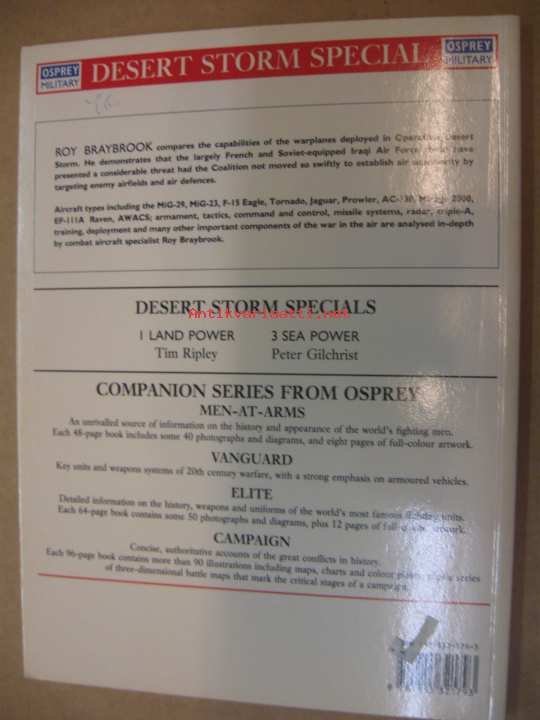 OSPREY
MILITARY
DESERT STORM SPECIAL
OSPREY
MILITARY
ROY BRAYBROOK compares the capabilities of the warplanes deployed in Operation Desert
Storm. He demonstrates that the largely French and Soviet-equipped Iraqi Air Force could have
presented a considerable threat had the Coalition not moved so swiftly to establish air superiority by
targeting enemy airfields and air defences.
Aircraft types including the MiG-29, MiG-23, F-15 Eagle, Tornado, Jaguar, Prowler, AC-130, Mirage 2000,
EF-111A Raven, AWACS; armament, tactics, command and control, missile systems, radar, triple-A,
training, deployment and many other important components of the war in the air are analysed in-depth
by combat aircraft specialist Roy Braybrook.
DESERT STORM SPECIALS
Antikvariaatti.net
1 LAND POWER 3 SEA POWER
Tim Ripley Peter Gilchrist
COMPANION SERIES FROM OSPREY
MEN-AT-ARMS
An unrivalled source of information on the history and appearance of the world's fighting men.
Each 48-page book includes some 40 photographs and diagrams, and eight pages of full-colour artwork.
VANGUARD
Key units and weapons systems of 20th century warfare, with a strong emphasis on armoured vehicles.
ELITE
Detailed information on the history, weapons and uniforms of the world's most famous fighting units.
Each 64-page book contains some 50 photographs and diagrams, plus 12 pages of full-colour artwork.
CAMPAIGN
Concise, authoritative accounts of the great conflicts in history.
Each 96-page book contains more than 90 illustrations including maps, charts and colour plates, plus a series
of three-dimensional battle maps that mark the critical stages of a campaign.